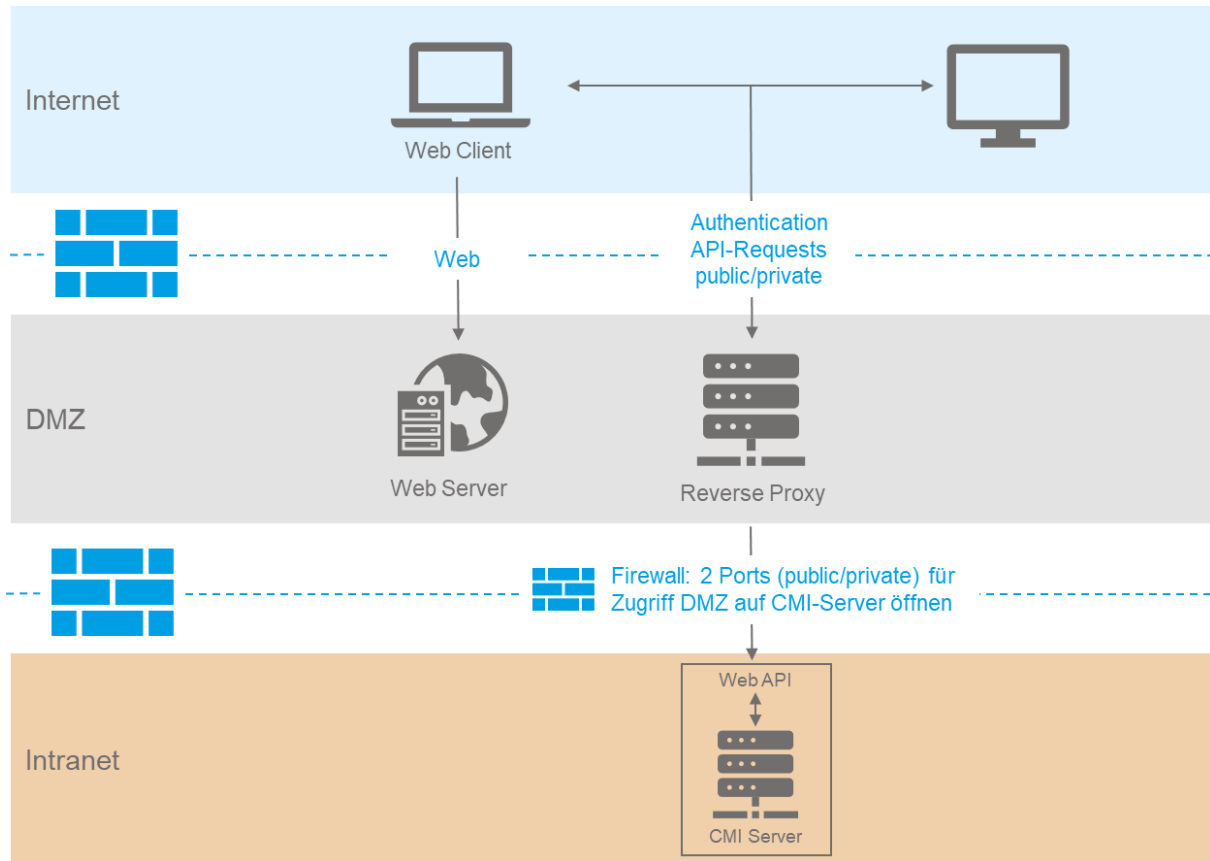 Internet
Web Client
Web
Authentication
API-Requests
public/private
DMZ
Web Server
Reverse Proxy
Firewall: 2 Ports (public/private) für
Zugriff DMZ auf CMI-Server öffnen
Intranet
Web API
CMI Server